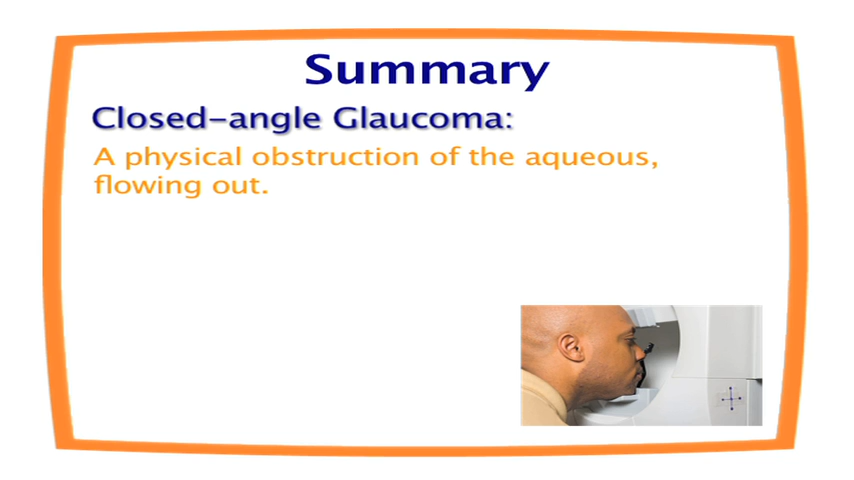 Summary
Closed-angle Glaucoma:
A physical obstruction of the aqueous,
flowing out.